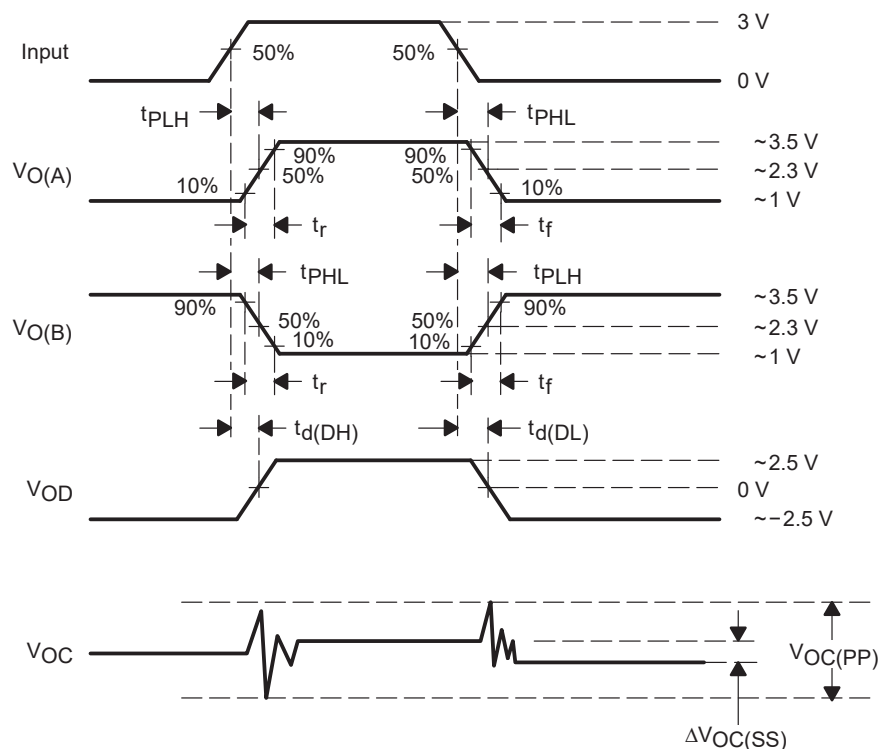 3 V
Input
50%
50%
0 V
tPLH
tPHL
~3.5 V
90%
90%
VO(A)
50%
50%
~2.3 V
10%
10%
~1 V
tr
tf
tPHL
tPLH
~3.5 V
90%
90%
VO(B)
50%
50%
~2.3 V
10%
10%
~1 V
tr
tf
td(DH)
td(DL)
~2.5 V
VOD
0 V
~−2.5 V
VOC
VOC(PP)
ΔVOC(SS)